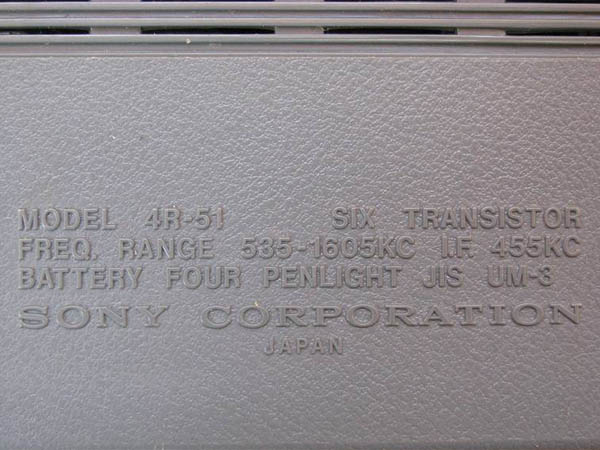 MODEL 4R-51 SIX TRANSISTOR
FREQ. RANGE 535-1605KC I.F. 455KC
BATTERY FOUR PENLIGHT JIS UM-3
SONY CORPORATION
JAPAN